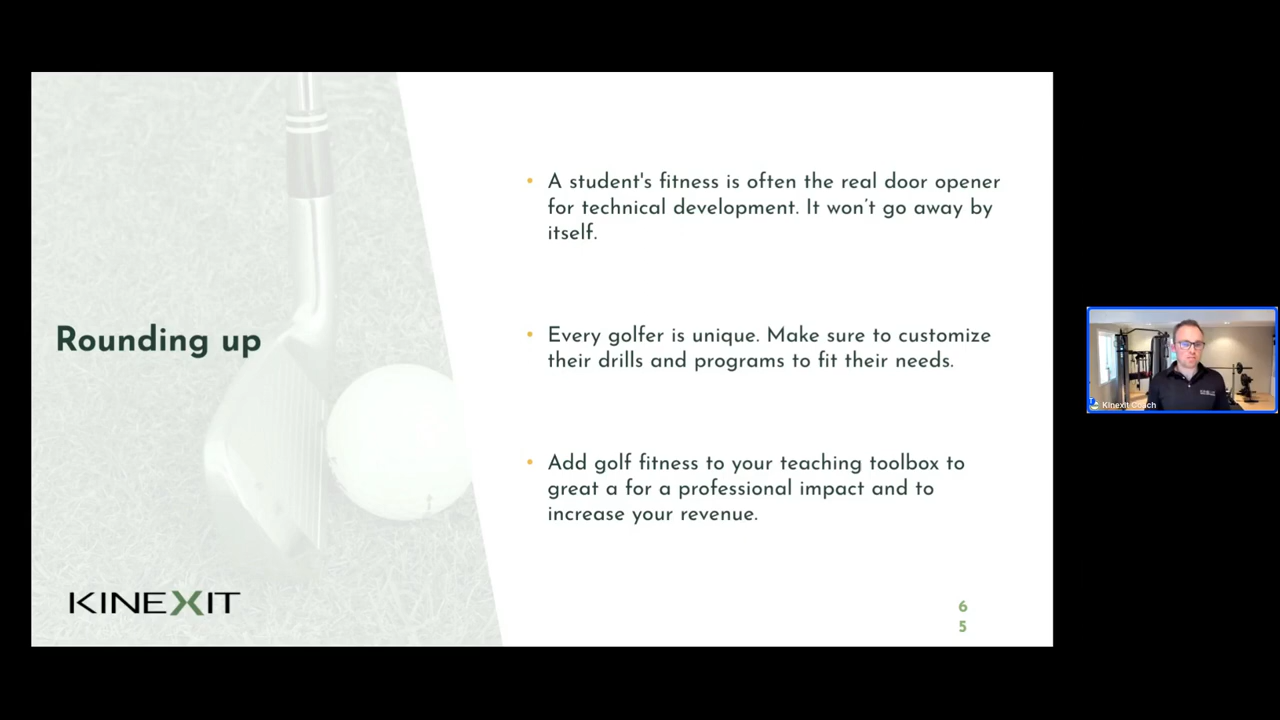 A student's fitness is often the real door opener
for technical development. It won’t go away by
itself.
Rounding up
Every golfer is unique. Make sure to customize
their drills and programs to fit their needs.
Add golf fitness to your teaching toolbox to
great a for a professional impact and to
increase your revenue.
KINEXIT
6
5
Kinexit Coach